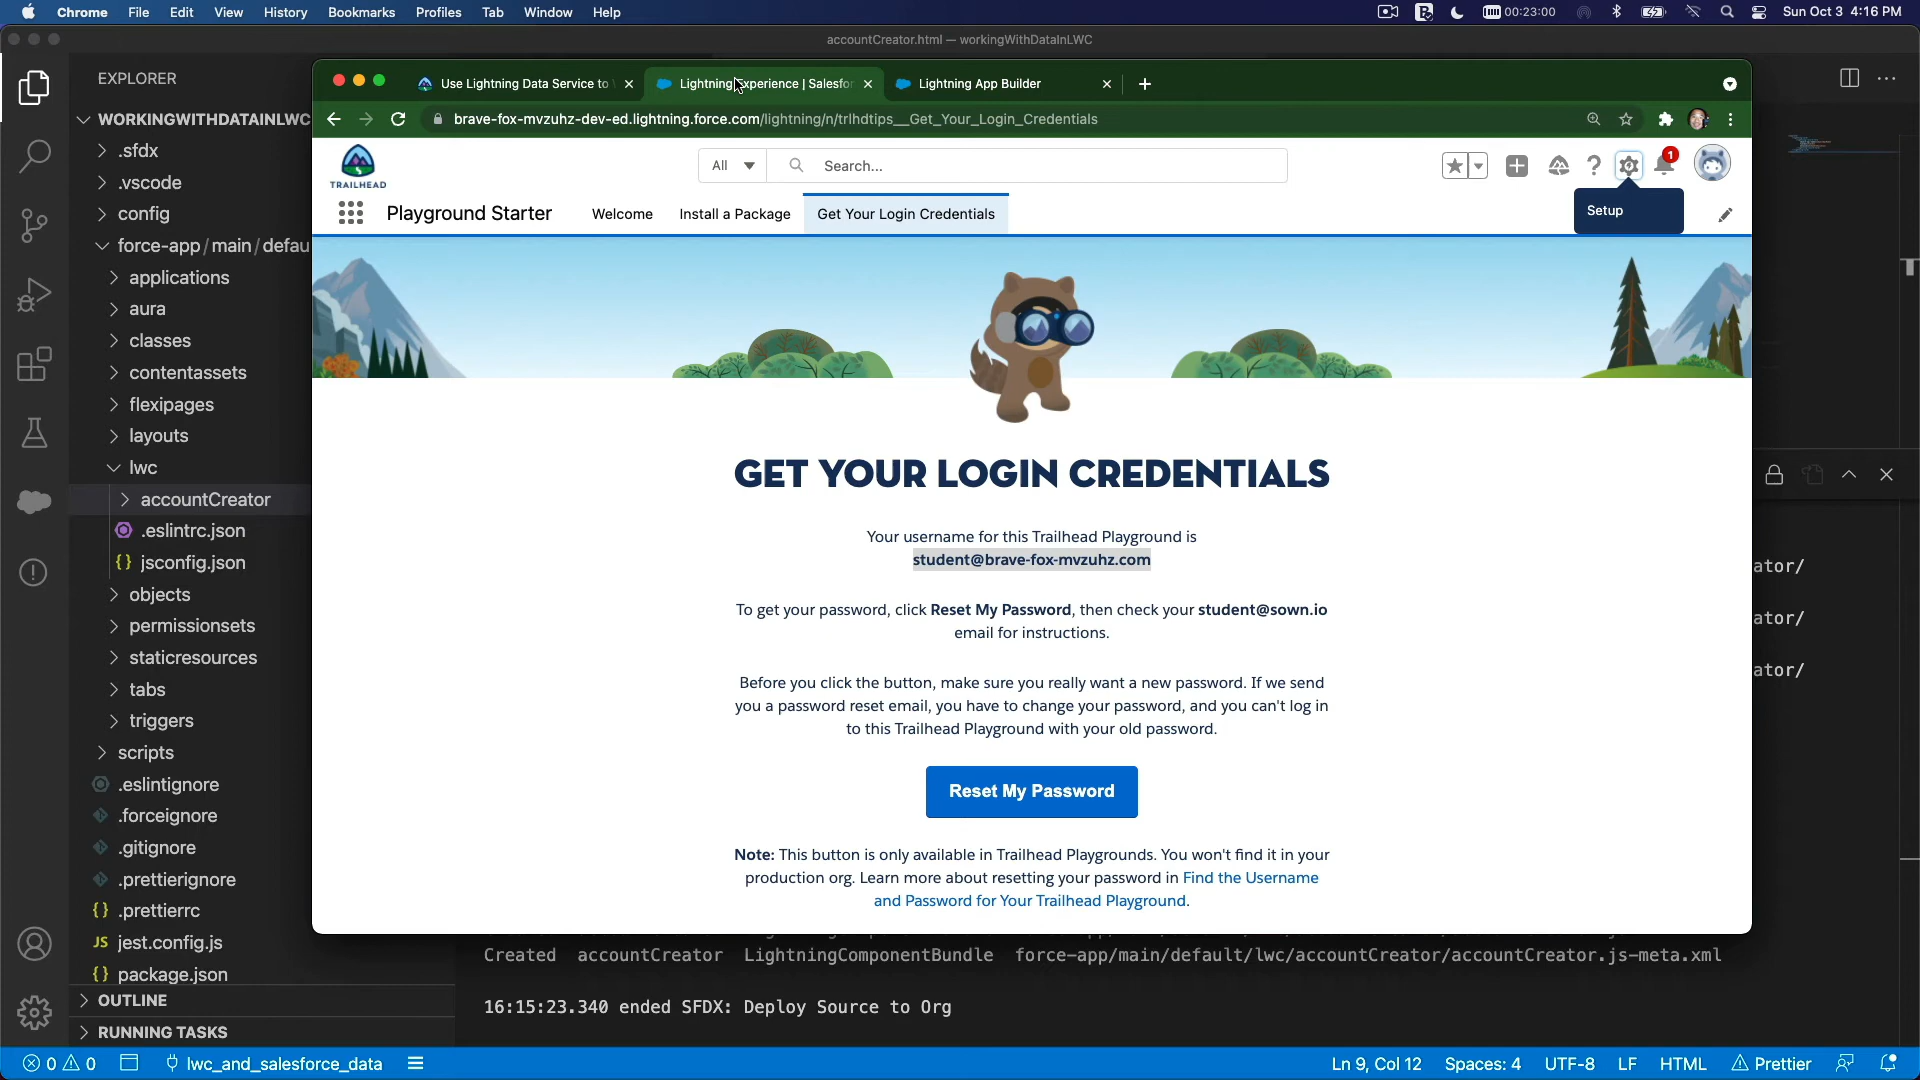 Chrome File Edit View History Bookmarks Profiles Tab Window Help 00:23:00 Sun Oct 3 4:16 PM
accountCreator.html — workingWithDataInLWC
EXPLORER
WORKINGWITHDATAINLWC
.sfdx
.vscode
config
force-app / main / defau
applications
aura
classes
contentassets
flexipages
layouts
lwc
accountCreator
.eslintrc.json
jsconfig.json
objects
permissionsets
staticresources
tabs
triggers
scripts
.eslintignore
.forceignore
.gitignore
.prettierignore
.prettierrc
JS jest.config.js
package.json
OUTLINE
RUNNING TASKS
Use Lightning Data Service to
Lightning Experience | Salesfor
Lightning App Builder
brave-fox-mvzuhz-dev-ed.lightning.force.com/lightning/n/trlhdtips__Get_Your_Login_Credentials
TRAILHEAD
All Search...
1
Playground Starter Welcome Install a Package Get Your Login Credentials
Setup
GET YOUR LOGIN CREDENTIALS
Your username for this Trailhead Playground is
student@brave-fox-mvzuhz.com
To get your password, click Reset My Password, then check your student@sown.io
email for instructions.
Before you click the button, make sure you really want a new password. If we send
you a password reset email, you have to change your password, and you can't log in
to this Trailhead Playground with your old password.
Reset My Password
Note: This button is only available in Trailhead Playgrounds. You won't find it in your
production org. Learn more about resetting your password in Find the Username
and Password for Your Trailhead Playground.
ator/
ator/
ator/
Created accountCreator LightningComponentBundle force-app/main/default/lwc/accountCreator/accountCreator.js-meta.xml
16:15:23.340 ended SFDX: Deploy Source to Org
0 0 lwc_and_salesforce_data Ln 9, Col 12 Spaces: 4 UTF-8 LF HTML Prettier